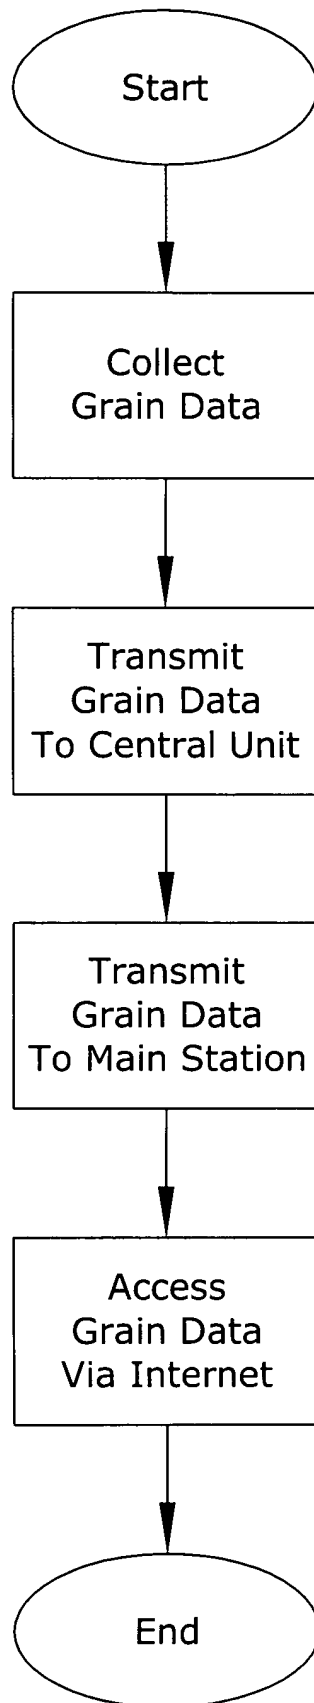 Start
Collect
Grain Data
Transmit
Grain Data
To Central Unit
Transmit
Grain Data
To Main Station
Access
Grain Data
Via Internet
End